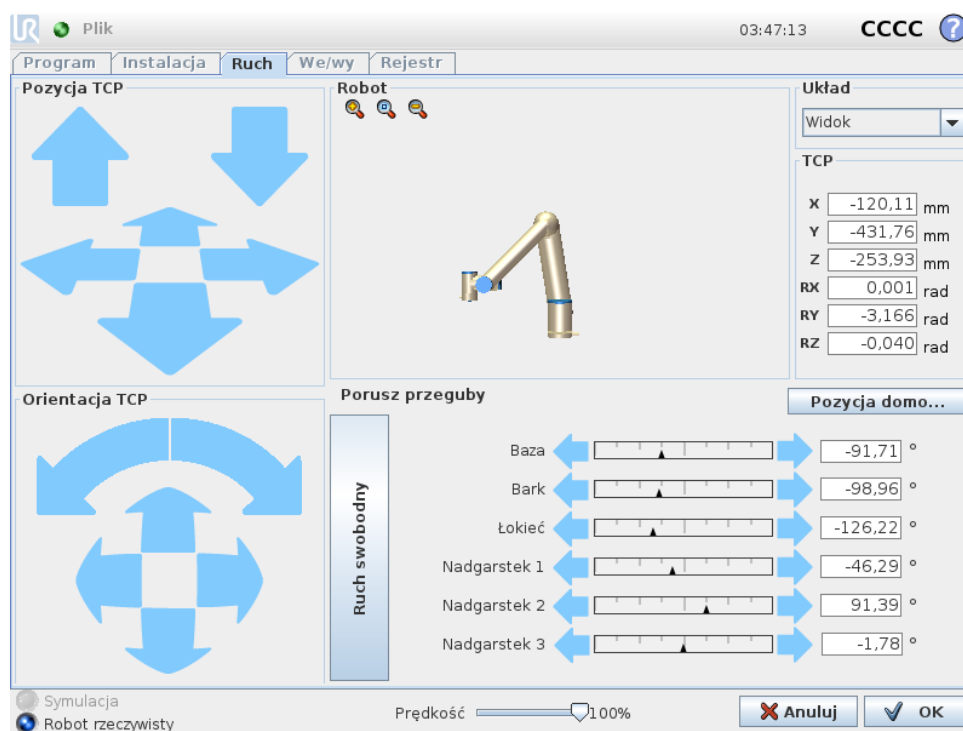 UR Plik 03:47:13 CCCC ?
Program Instalacja Ruch We/wy Rejestr
Pozycja TCP
Robot
Układ
Widok
TCP
X -120,11 mm
Y -431,76 mm
Z -253,93 mm
RX 0,001 rad
RY -3,166 rad
RZ -0,040 rad
Orientacja TCP
Porusz przeguby
Pozycja domo...
Ruch swobodny
Baza -91,71 °
Bark -98,96 °
Łokieć -126,22 °
Nadgarstek 1 -46,29 °
Nadgarstek 2 91,39 °
Nadgarstek 3 -1,78 °
Symulacja
Robot rzeczywisty
Prędkość 100%
Anuluj
OK